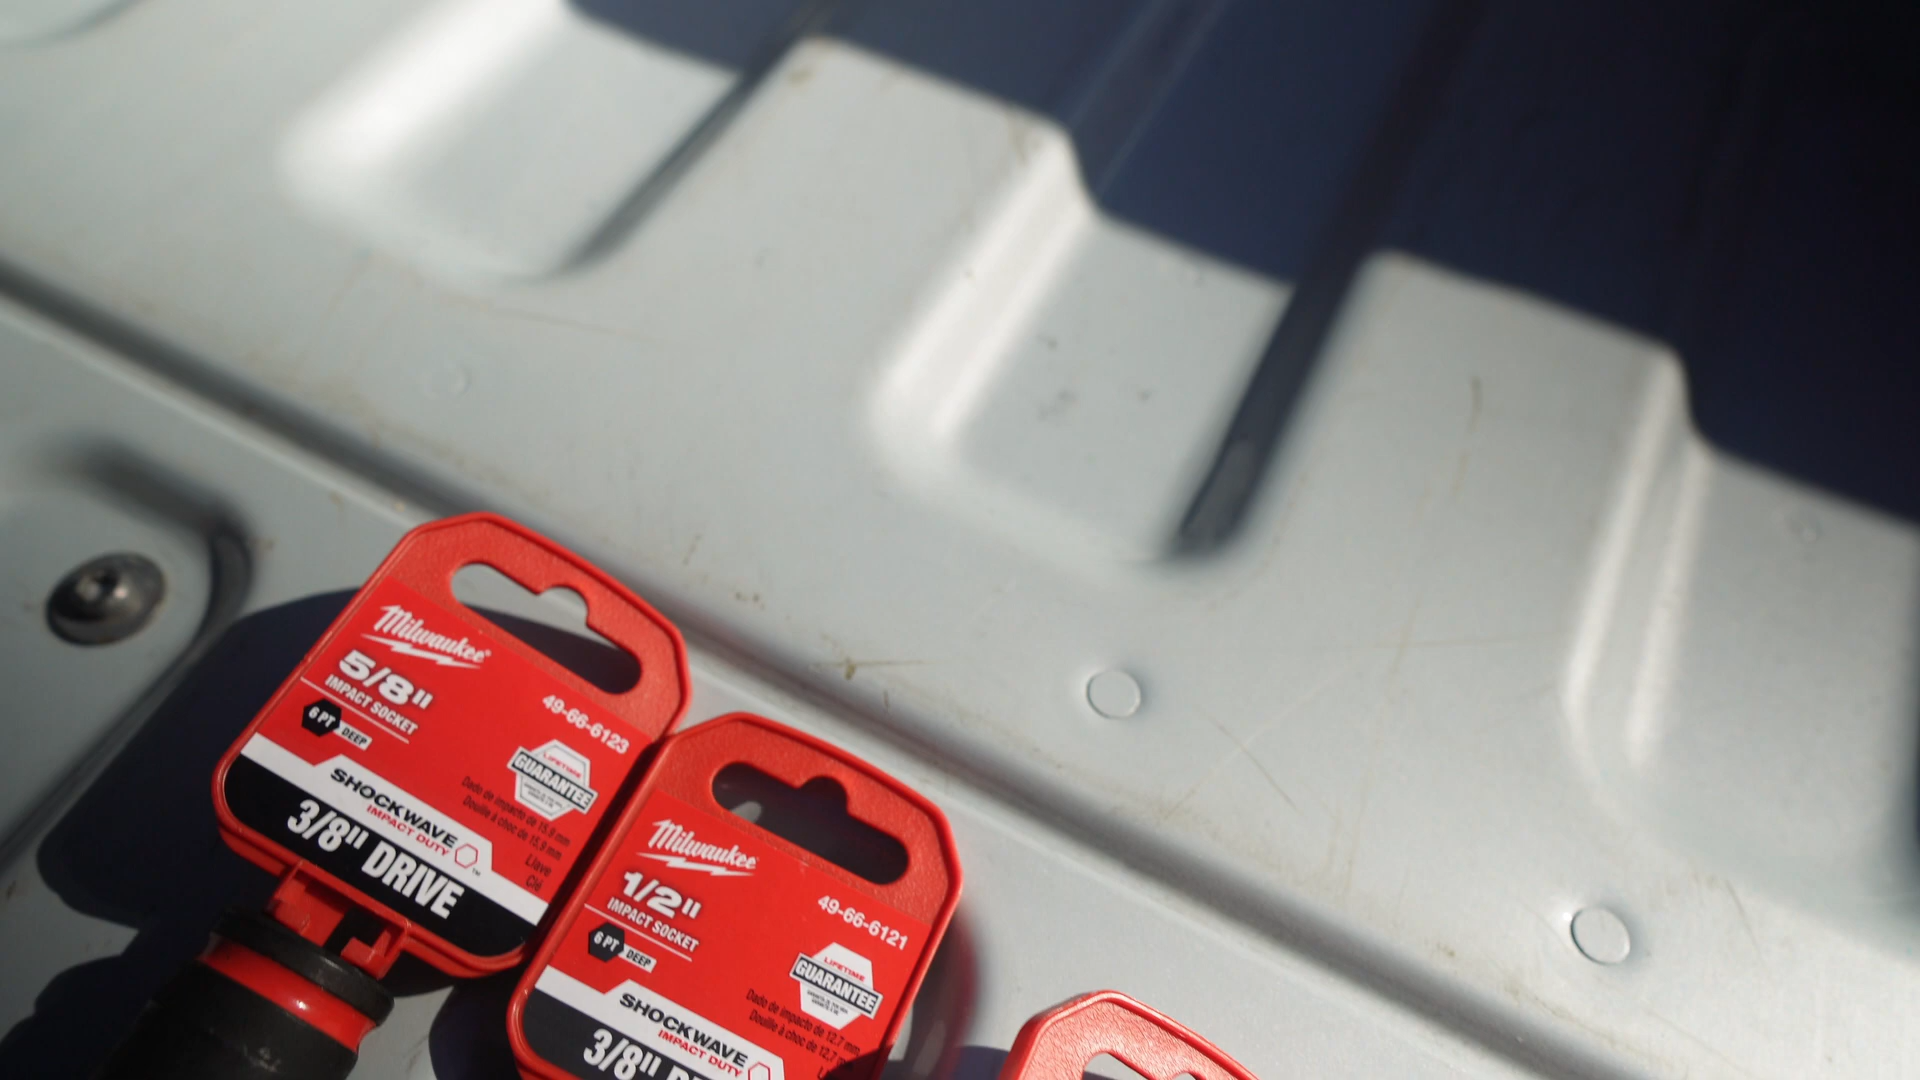 Milwaukee®
5/8"
IMPACT SOCKET
6 PT DEEP
49-66-6123
LIFETIME
GUARANTEE
SHOCKWAVE
IMPACT DUTY™
Dado de impacto de 15,9 mm
Douille à choc de 15,9 mm
Llave
Clé
3/8" DRIVE
Milwaukee®
1/2"
IMPACT SOCKET
6 PT DEEP
49-66-6121
LIFETIME
GUARANTEE
SHOCKWAVE
IMPACT DUTY
Dado de impacto de 12,7 mm
Douille à choc de 12,7
3/8"